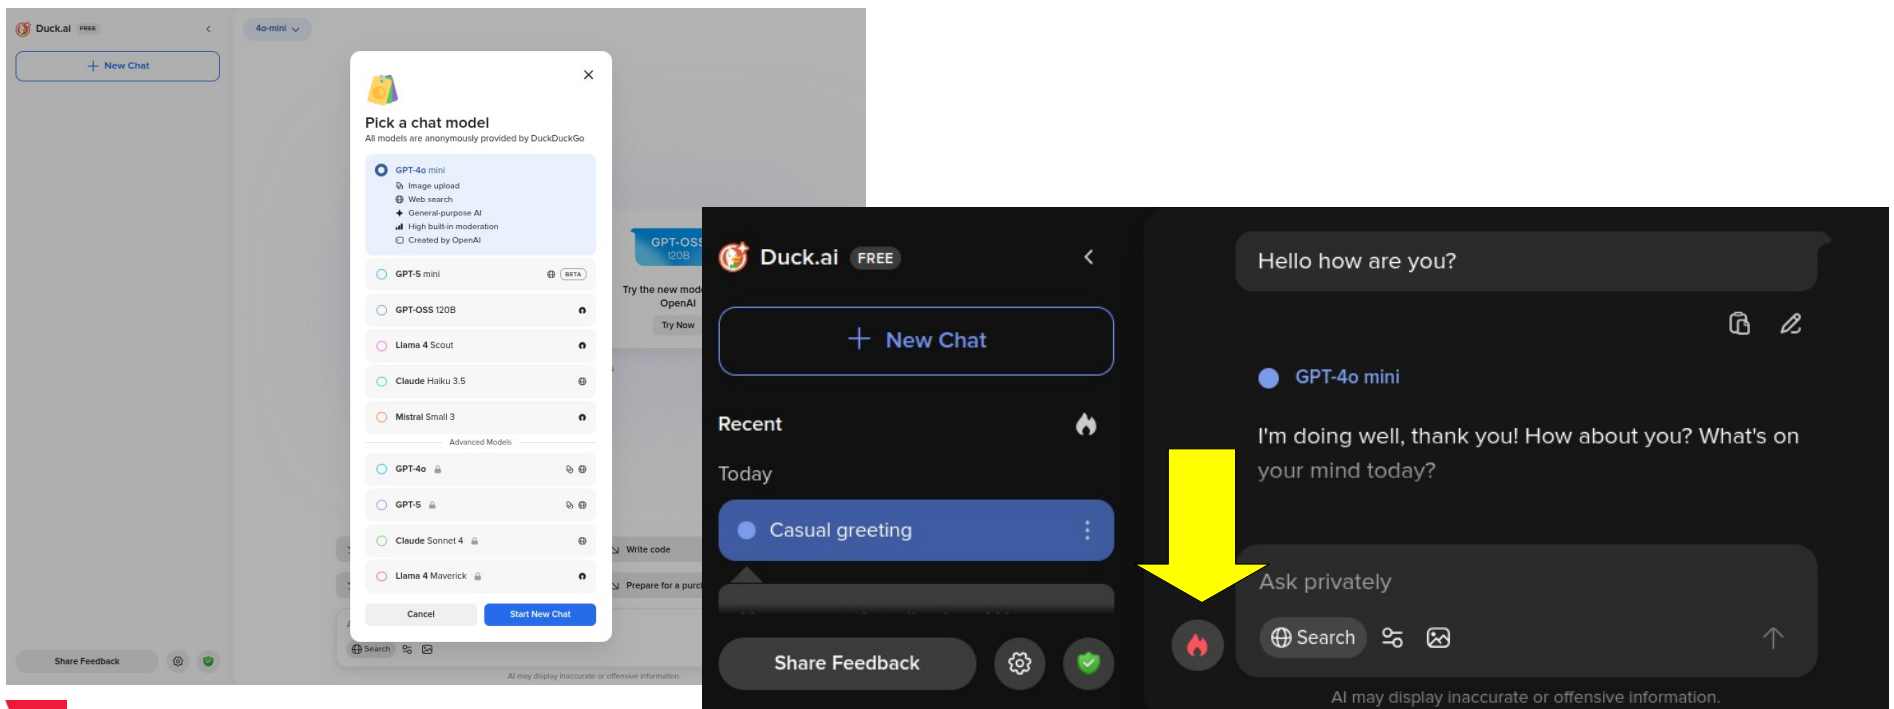 Duck.ai FREE
4o-mini
+ New Chat
Pick a chat model
All models are anonymously provided by DuckDuckGo
GPT-4o mini
Image upload
Web search
General-purpose AI
High built-in moderation
Created by OpenAI
GPT-5 mini BETA
GPT-OSS 120B
Llama 4 Scout
Claude Haiku 3.5
Mistral Small 3
Advanced Models
GPT-4o
GPT-5
Claude Sonnet 4
Llama 4 Maverick
Cancel Start New Chat
GPT-OSS
120B
Try the new mod
OpenAI
Try Now
Write code
Prepare for a purc
Search
Share Feedback
AI may display inaccurate or offensive information.
Duck.ai FREE
+ New Chat
Recent
Today
Casual greeting
Share Feedback
Hello how are you?
GPT-4o mini
I'm doing well, thank you! How about you? What's on
your mind today?
Ask privately
Search
AI may display inaccurate or offensive information.